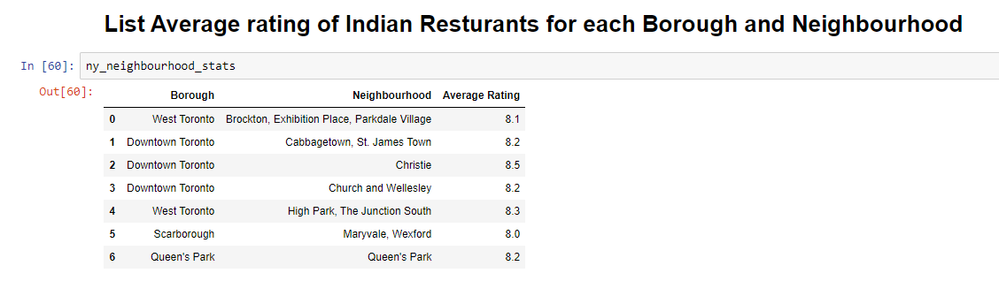 List Average rating of Indian Resturants for each Borough and Neighbourhood
In [60]: ny_neighbourhood_stats
Out[60]:
Borough Neighbourhood Average Rating
0 West Toronto Brockton, Exhibition Place, Parkdale Village 8.1
1 Downtown Toronto Cabbagetown, St. James Town 8.2
2 Downtown Toronto Christie 8.5
3 Downtown Toronto Church and Wellesley 8.2
4 West Toronto High Park, The Junction South 8.3
5 Scarborough Maryvale, Wexford 8.0
6 Queen's Park Queen's Park 8.2